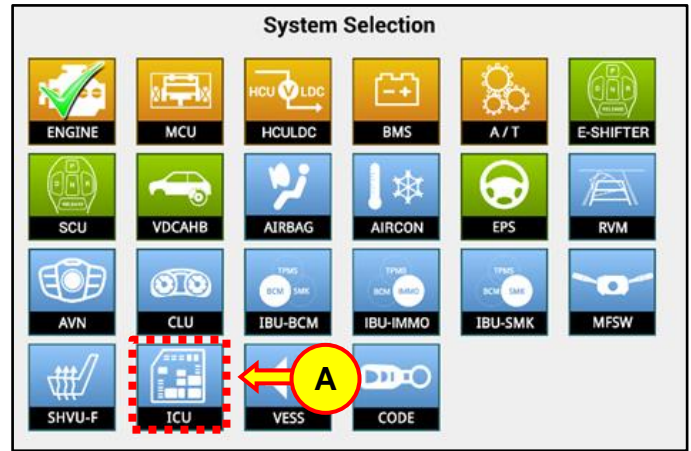 System Selection
HCU V LDC
ENGINE MCU HCULDC BMS A/T E-SHIFTER
SCU VDCAHB AIRBAG AIRCON EPS RVM
TPMS
BCM SMK
BCM IMMO
TPMS
BCM SMK
AVN CLU IBU-BCM IBU-IMMO IBU-SMK MFSW
A
SHVU-F ICU VESS CODE